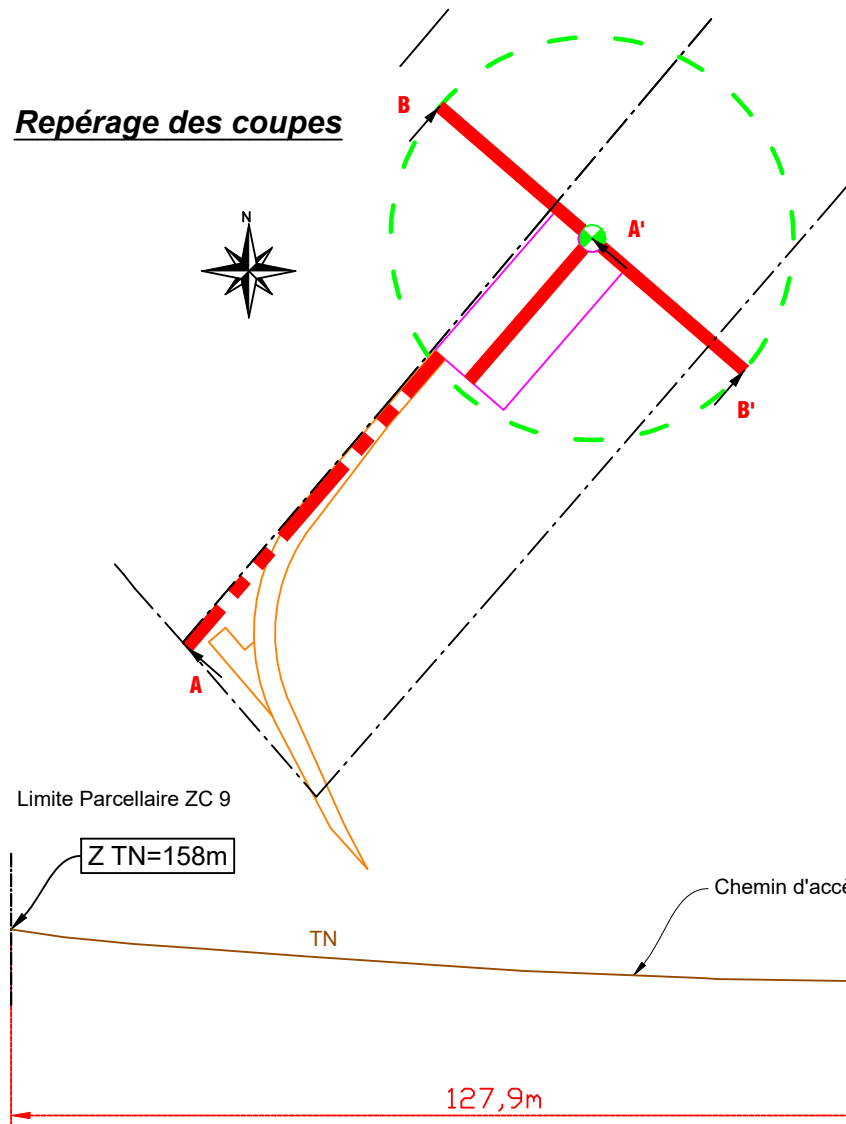 B
Repérage des coupes
N
A'
B'
A
Limite Parcellaire ZC 9
Z TN=158m
Chemin d'accè
TN
127,9m